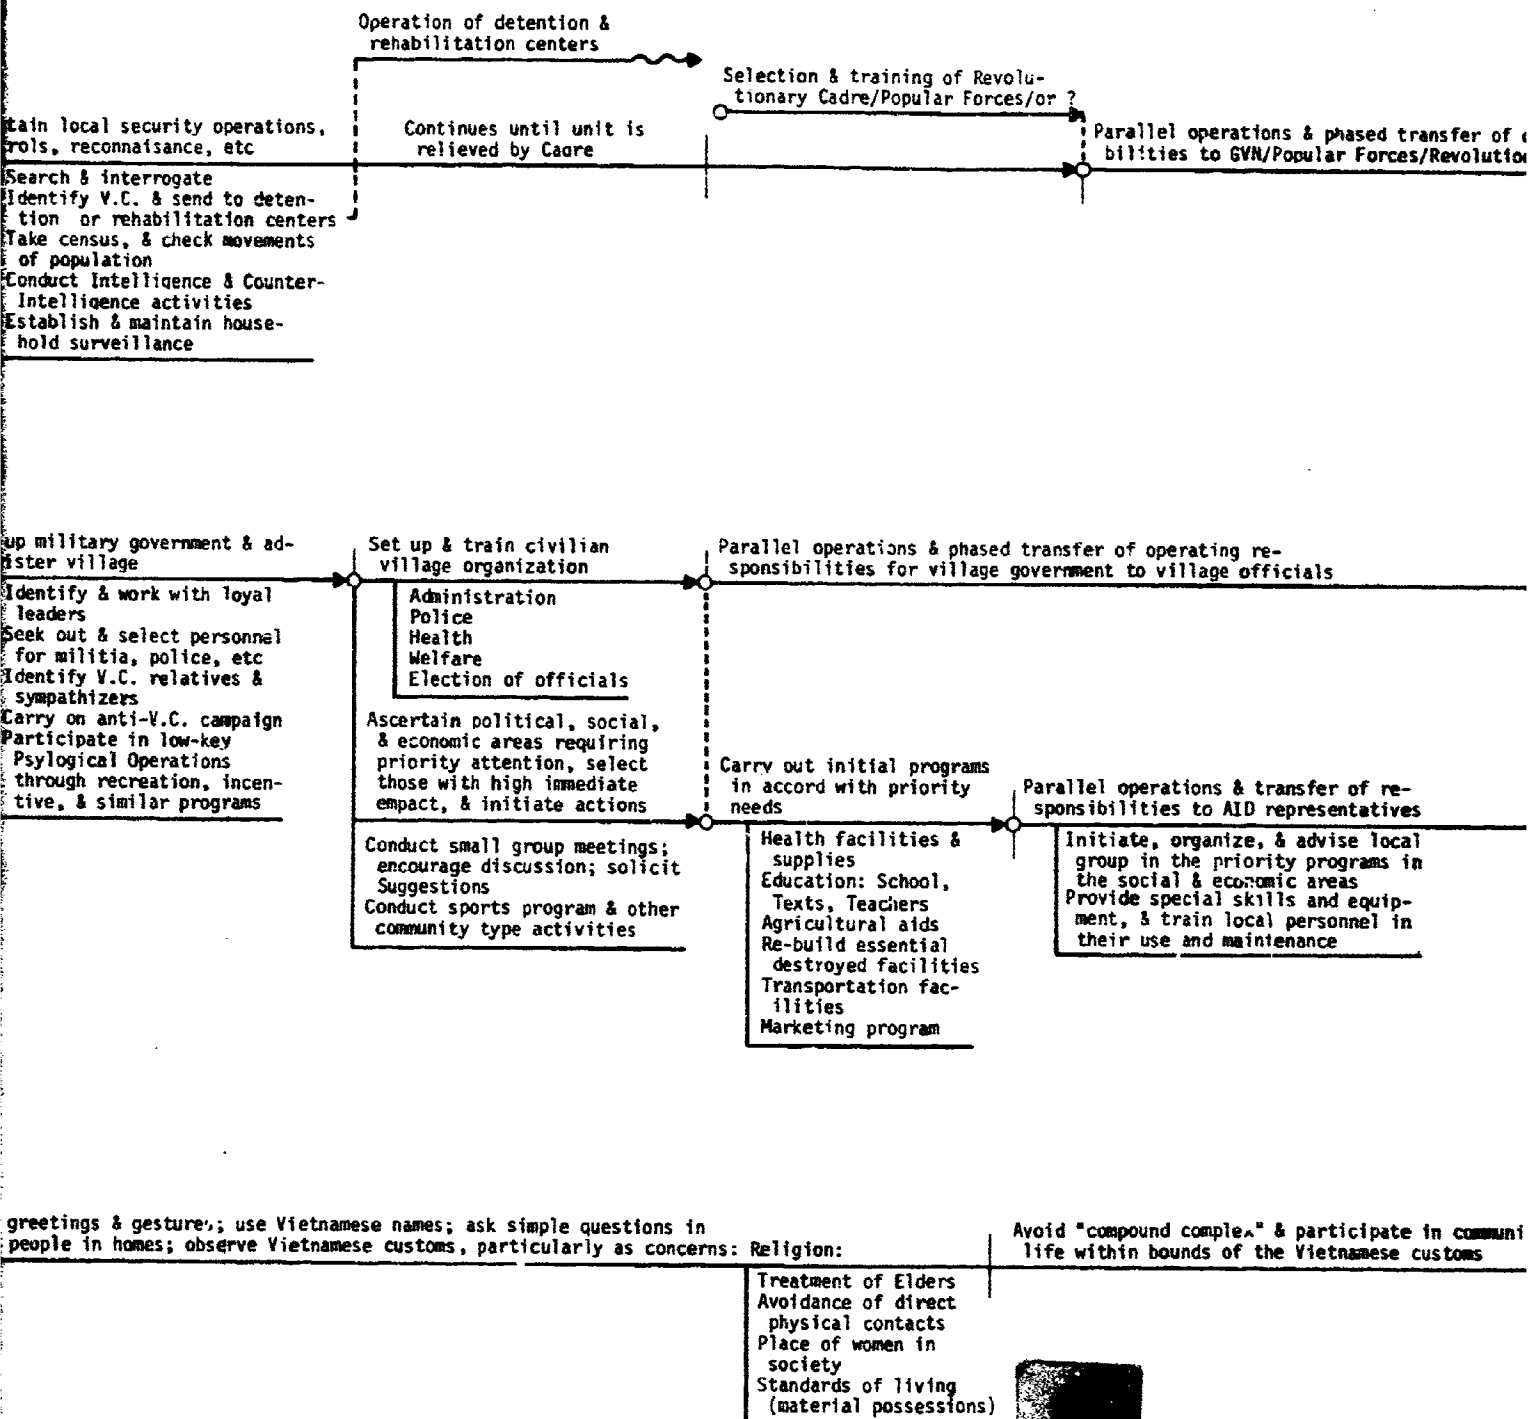 Operation of detention &
rehabilitation centers
Selection & training of Revolu-
tionary Cadre/Popular Forces/or ?
tain local security operations,
rols, reconnaisance, etc
Continues until unit is
relieved by Cadre
Parallel operations & phased transfer of
bilities to GVN/Popular Forces/Revolutio
Search & interrogate
Identify V.C. & send to deten-
tion or rehabilitation centers
Take census, & check movements
of population
Conduct Intelligence & Counter-
Intelligence activities
Establish & maintain house-
hold surveillance
up military government & ad-
ister village
Identify & work with loyal
leaders
Seek out & select personnel
for militia, police, etc
Identify V.C. relatives &
sympathizers
Carry on anti-V.C. campaign
Participate in low-key
Psylogical Operations
through recreation, incen-
tive, & similar programs
Set up & train civilian
village organization
Administration
Police
Health
Welfare
Election of officials
Ascertain political, social,
& economic areas requiring
priority attention, select
those with high immediate
empact, & initiate actions
Conduct small group meetings;
encourage discussion; solicit
Suggestions
Conduct sports program & other
community type activities
Parallel operations & phased transfer of operating re-
sponsibilities for village government to village officials
Carry out initial programs
in accord with priority
needs
Health facilities &
supplies
Education: School,
Texts, Teachers
Agricultural aids
Re-build essential
destroyed facilities
Transportation fac-
ilities
Marketing program
Parallel operations & transfer of re-
sponsibilities to AID representatives
Initiate, organize, & advise local
group in the priority programs in
the social & economic areas
Provide special skills and equip-
ment, & train local personnel in
their use and maintenance
greetings & gestures; use Vietnamese names; ask simple questions in
people in homes; observe Vietnamese customs, particularly as concerns: Religion:
Treatment of Elders
Avoidance of direct
physical contacts
Place of women in
society
Standards of living
(material possessions)
Avoid "compound complex" & participate in communi
life within bounds of the Vietnamese customs